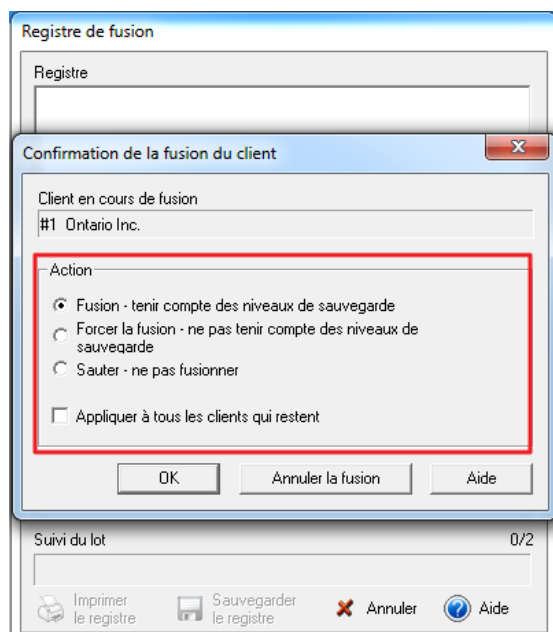 Registre de fusion
Registre
Confirmation de la fusion du client
Client en cours de fusion
#1 Ontario Inc.
Action
Fusion - tenir compte des niveaux de sauvegarde
Forcer la fusion - ne pas tenir compte des niveaux de
sauvegarde
Sauter - ne pas fusionner
Appliquer à tous les clients qui restent
OK
Annuler la fusion
Aide
Suivi du lot
0/2
Imprimer
le registre
Sauvegarder
le registre
Annuler
Aide